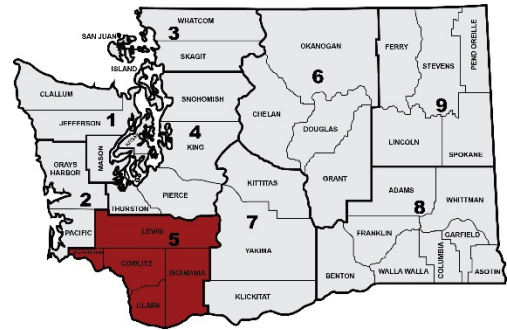 WHATCOM
3
SAN JUAN
ISLAND
SKAGIT
OKANOGAN
6
FERRY
STEVENS
PEND OREILLE
9
CLALLUM
JEFFERSON
1
SNOHOMISH
4
KING
CHELAN
DOUGLAS
GRANT
LINCOLN
SPOKANE
MASON
GRAYS
HARBOR
2
PACIFIC
THURSTON
PIERCE
KITTITAS
7
YAKIMA
KLICKITAT
ADAMS
8
WHITMAN
FRANKLIN
GARFIELD
COLUMBIA
BENTON
WALLA WALLA
ASOTIN
LEWIS
5
COWLITZ
SKAMANIA
CLARK